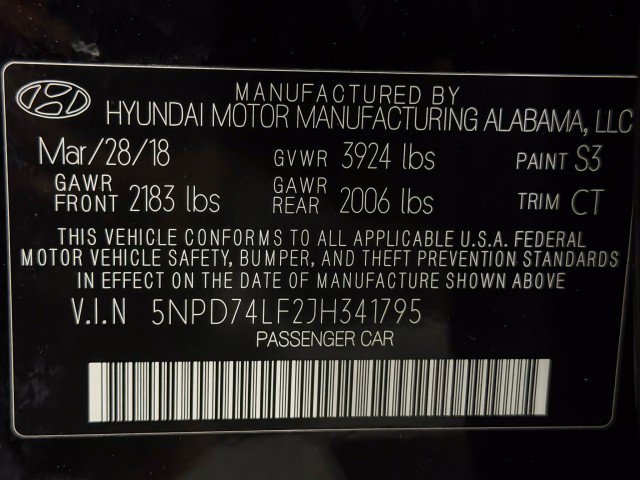 MANUFACTURED BY
HYUNDAI MOTOR MANUFACTURING ALABAMA, LLC
Mar/28/18 GVWR 3924 lbs PAINT S3
GAWR FRONT 2183 lbs GAWR REAR 2006 lbs TRIM CT
THIS VEHICLE CONFORMS TO ALL APPLICABLE U.S.A. FEDERAL
MOTOR VEHICLE SAFETY, BUMPER, AND THEFT PREVENTION STANDARDS
IN EFFECT ON THE DATE OF MANUFACTURE SHOWN ABOVE
V.I.N 5NPD74LF2JH341795
PASSENGER CAR